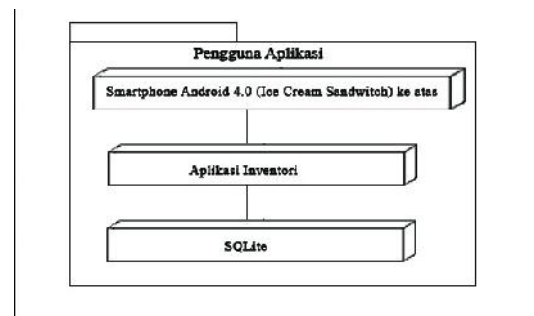 Pengguna Aplikasi
Smartphone Android 4.0 (Ice Cream Sandwitch) ke atas
Aplikasi Inventori
SQLite